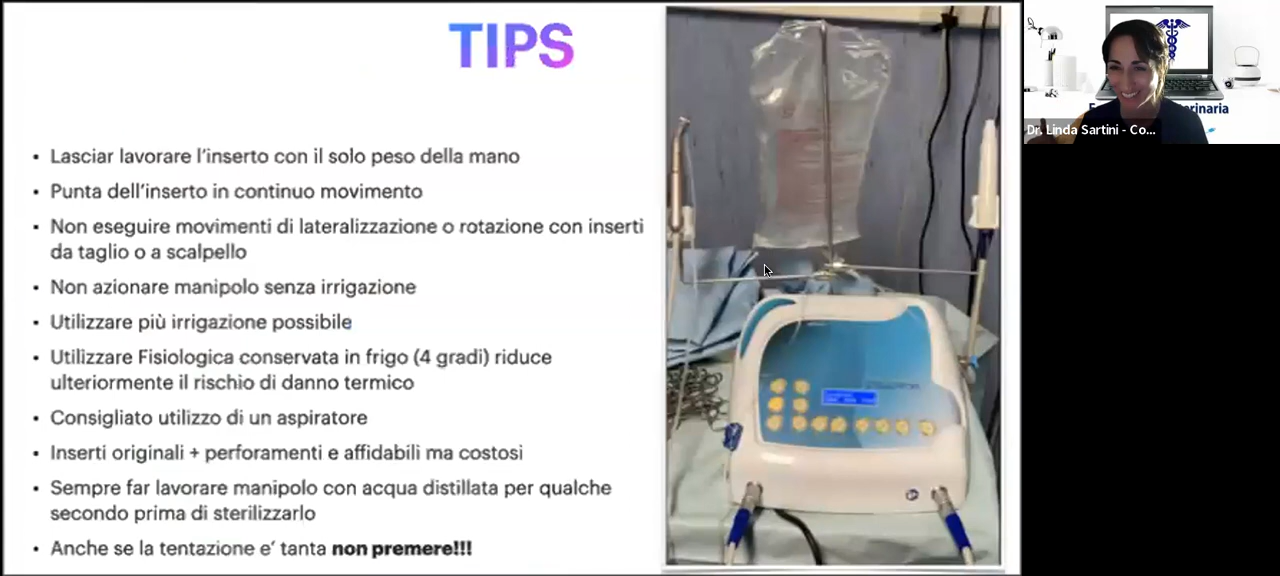 TIPS
• Lasciar lavorare l'inserto con il solo peso della mano
• Punta dell'inserto in continuo movimento
• Non eseguire movimenti di lateralizzazione o rotazione con inserti
da taglio o a scalpello
• Non azionare manipolo senza irrigazione
• Utilizzare più irrigazione possibile
• Utilizzare Fisiologica conservata in frigo (4 gradi) riduce
ulteriormente il rischio di danno termico
• Consigliato utilizzo di un aspiratore
• Inserti originali + perforamenti e affidabili ma costosi
• Sempre far lavorare manipolo con acqua distillata per qualche
secondo prima di sterilizzarlo
• Anche se la tentazione e' tanta non premere!!!
Dr. Linda Sartini - Co...